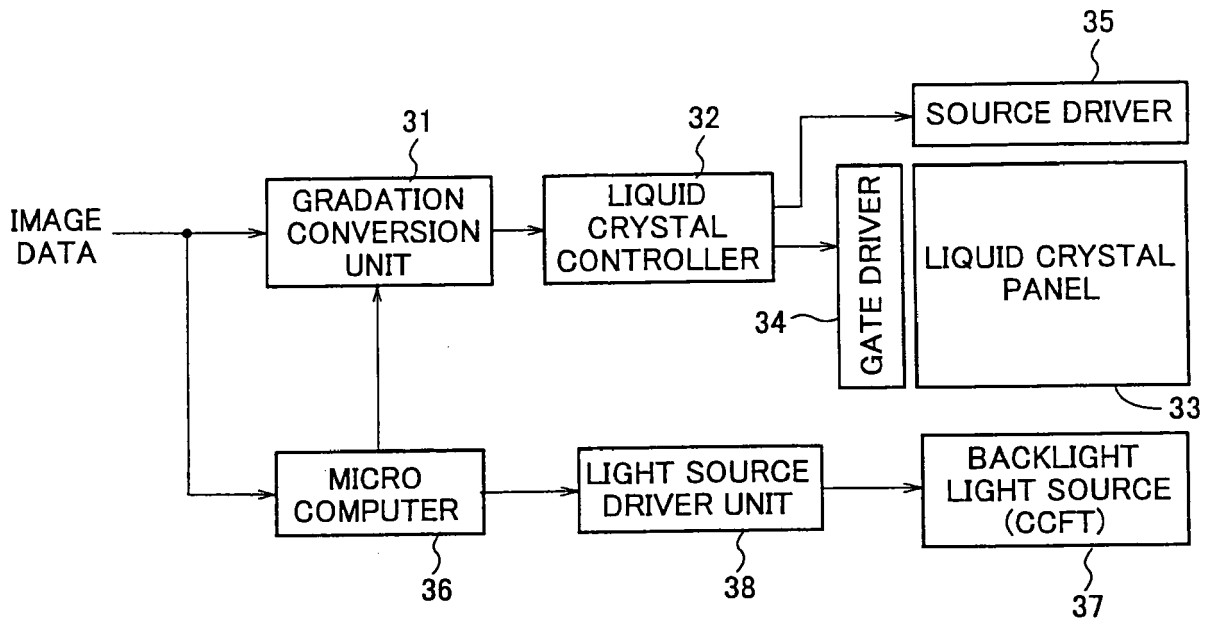 35
SOURCE DRIVER
31
32
IMAGE
DATA
GRADATION
CONVERSION
UNIT
LIQUID
CRYSTAL
CONTROLLER
34
GATE DRIVER
LIQUID CRYSTAL
PANEL
33
MICRO
COMPUTER
36
LIGHT SOURCE
DRIVER UNIT
38
BACKLIGHT
LIGHT SOURCE
(CCFT)
37